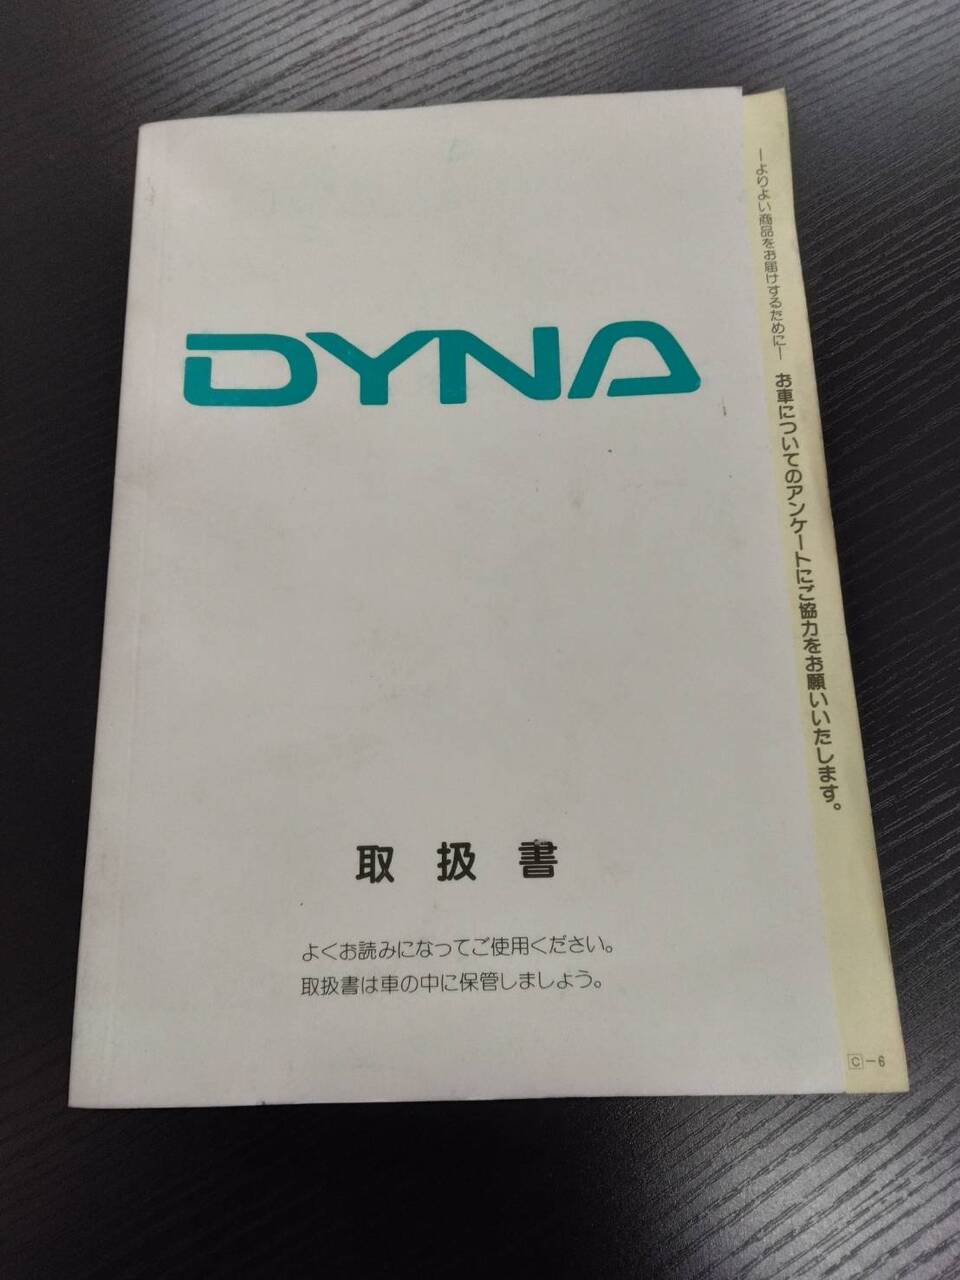 DYNA
取扱書
よくお読みになってご使用ください。
取扱書は車の中に保管しましょう。
ーよりよい商品をお届けするためにー お車についてのアンケートにご協力をお願いいたします。
C-6